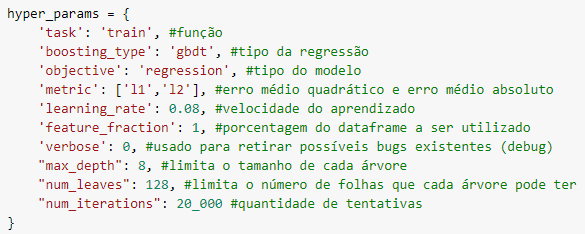 hyper_params = {
    'task': 'train', #função
    'boosting_type': 'gbdt', #tipo da regressão
    'objective': 'regression', #tipo do modelo
    'metric': ['l1','l2'], #erro médio quadrático e erro médio absoluto
    'learning_rate': 0.08, #velocidade do aprendizado
    'feature_fraction': 1, #porcentagem do dataframe a ser utilizado
    'verbose': 0, #usado para retirar possíveis bugs existentes (debug)
    "max_depth": 8, #limita o tamanho de cada árvore
    "num_leaves": 128, #limita o número de folhas que cada árvore pode ter
    "num_iterations": 20_000 #quantidade de tentativas
}